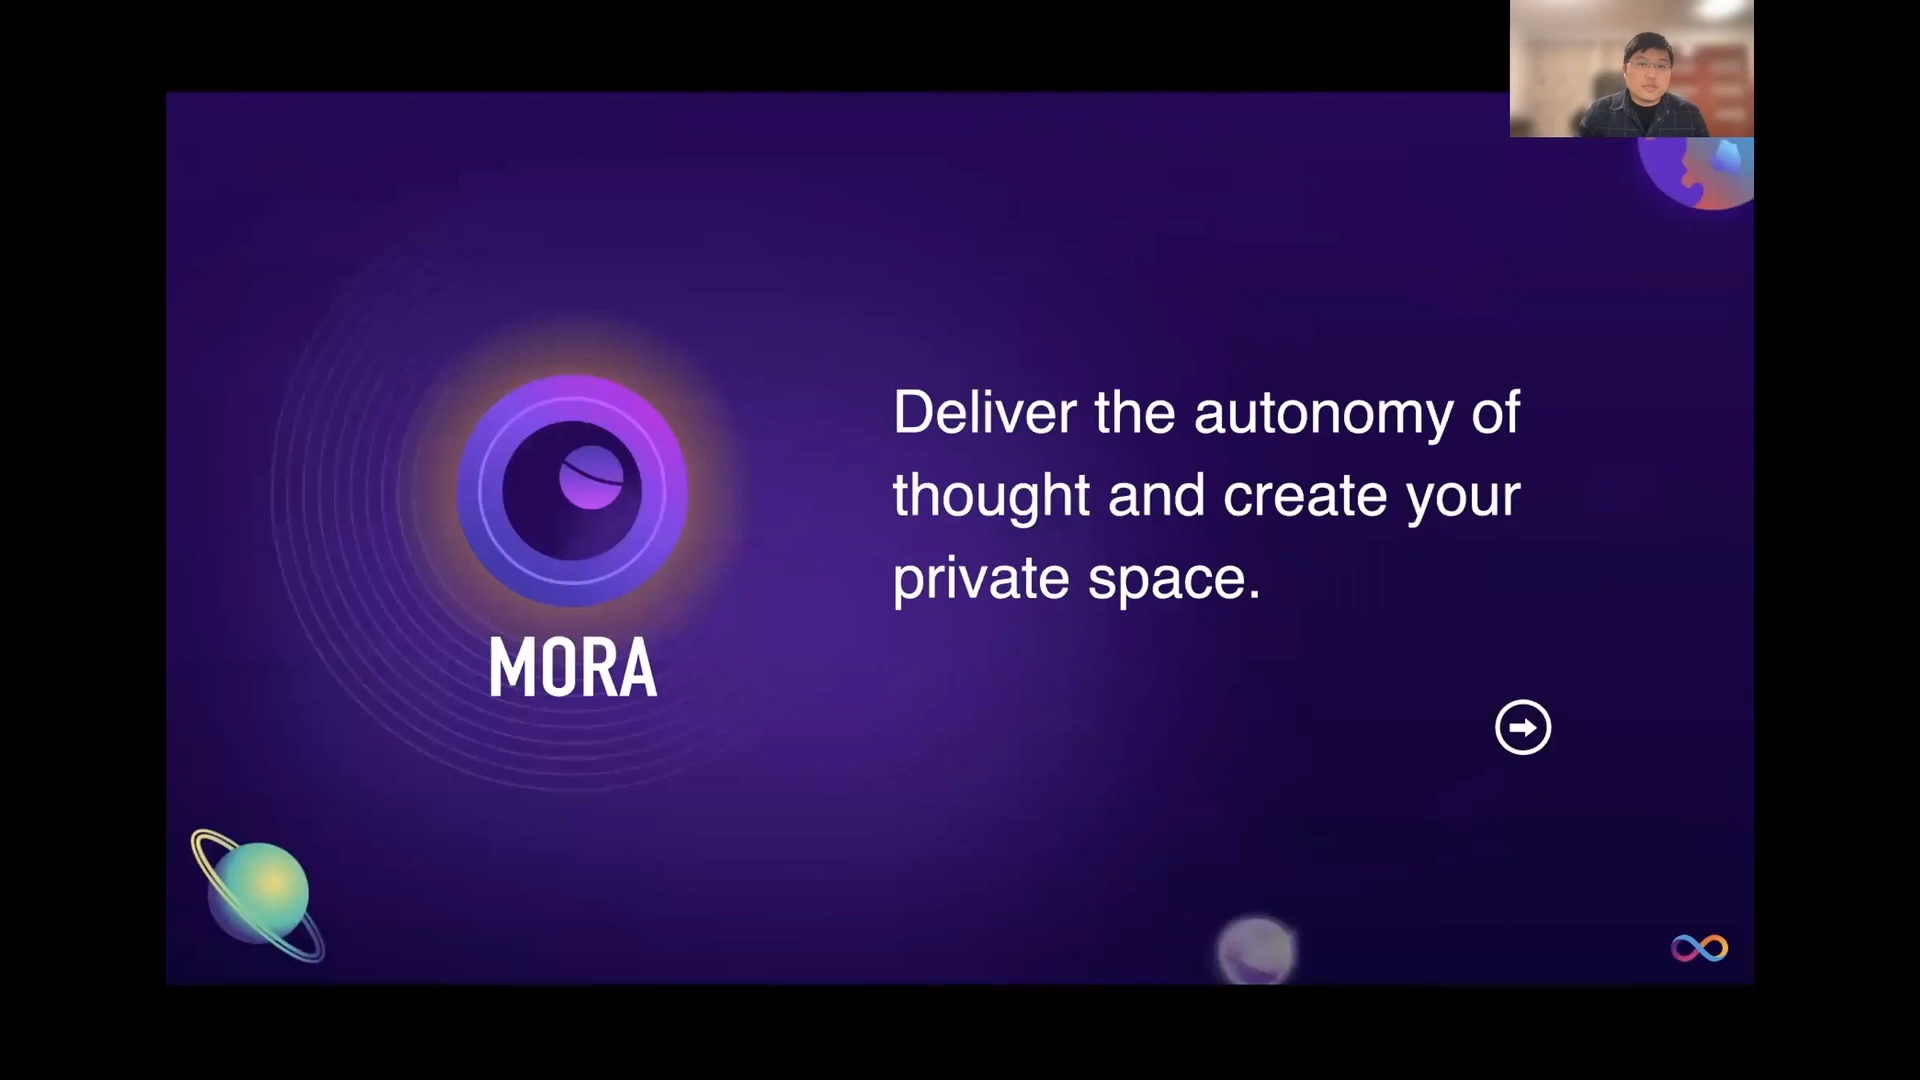 MORA
Deliver the autonomy of
thought and create your
private space.